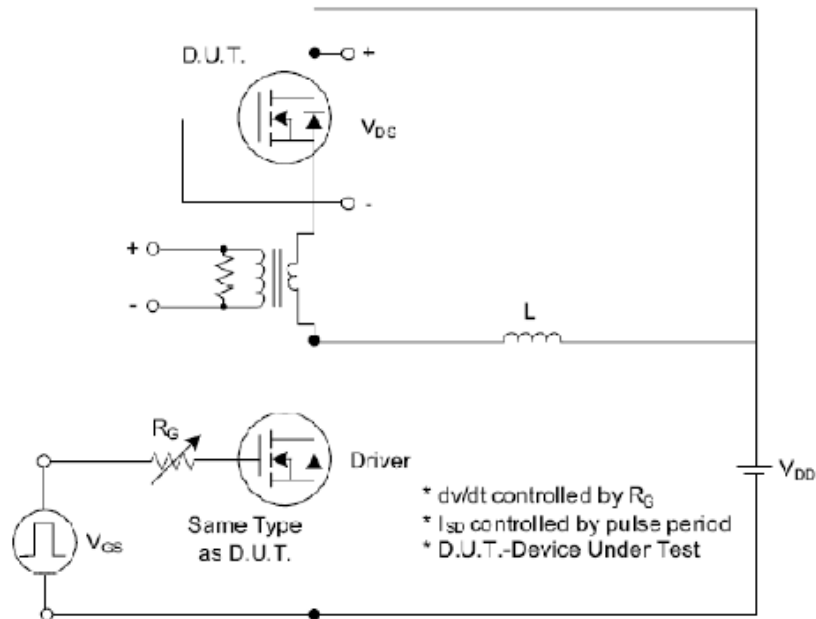 D.U.T.
+
V_DS
-
+
-
L
R_G
Driver
V_DD
V_GS
Same Type
as D.U.T.
* dv/dt controlled by R_G
* I_SD controlled by pulse period
* D.U.T.-Device Under Test